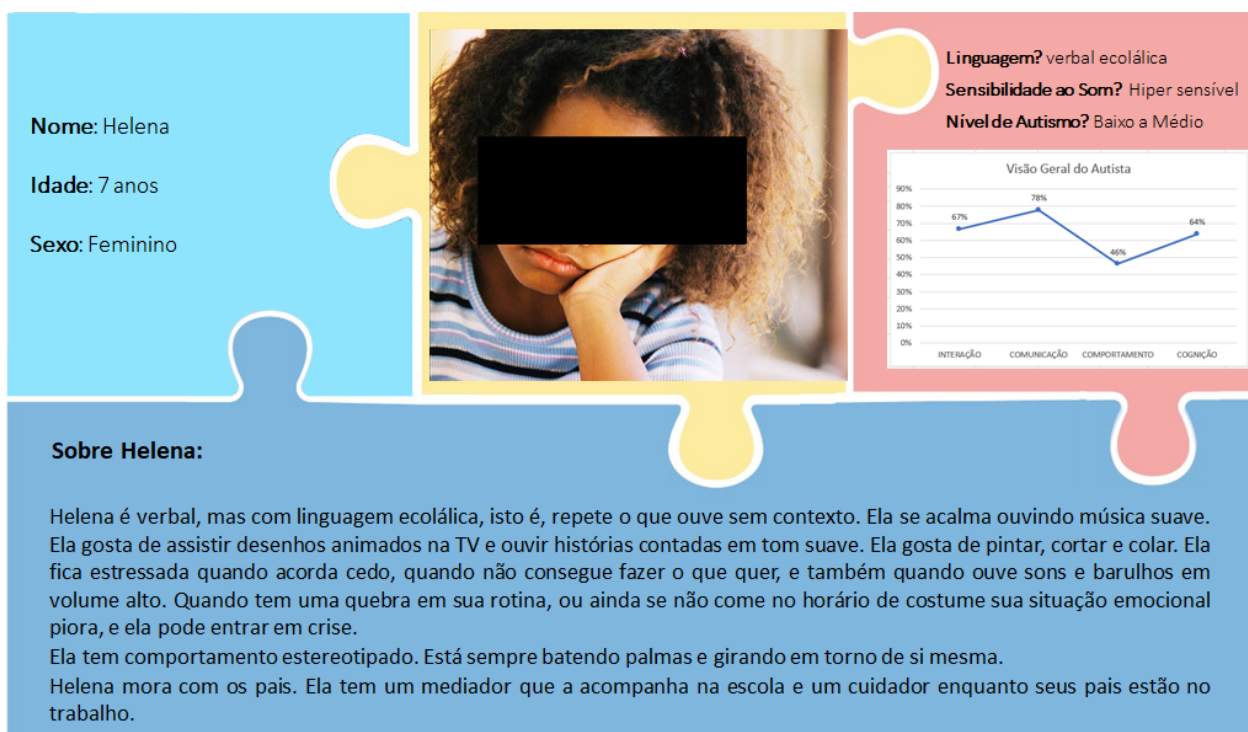 Nome: Helena
Idade: 7 anos
Sexo: Feminino
Linguagem? verbal ecolálica
Sensibilidade ao Som? Hiper sensível
Nível de Autismo? Baixo a Médio
Visão Geral do Autista
90%
80%
70%
60%
50%
40%
30%
20%
10%
0%
67%
78%
46%
64%
INTERAÇÃO COMUNICAÇÃO COMPORTAMENTO COGNIÇÃO
Sobre Helena:
Helena é verbal, mas com linguagem ecolálica, isto é, repete o que ouve sem contexto. Ela se acalma ouvindo música suave.
Ela gosta de assistir desenhos animados na TV e ouvir histórias contadas em tom suave. Ela gosta de pintar, cortar e colar. Ela
fica estressada quando acorda cedo, quando não consegue fazer o que quer, e também quando ouve sons e barulhos em
volume alto. Quando tem uma quebra em sua rotina, ou ainda se não come no horário de costume sua situação emocional
piora, e ela pode entrar em crise.
Ela tem comportamento estereotipado. Está sempre batendo palmas e girando em torno de si mesma.
Helena mora com os pais. Ela tem um mediador que a acompanha na escola e um cuidador enquanto seus pais estão no
trabalho.